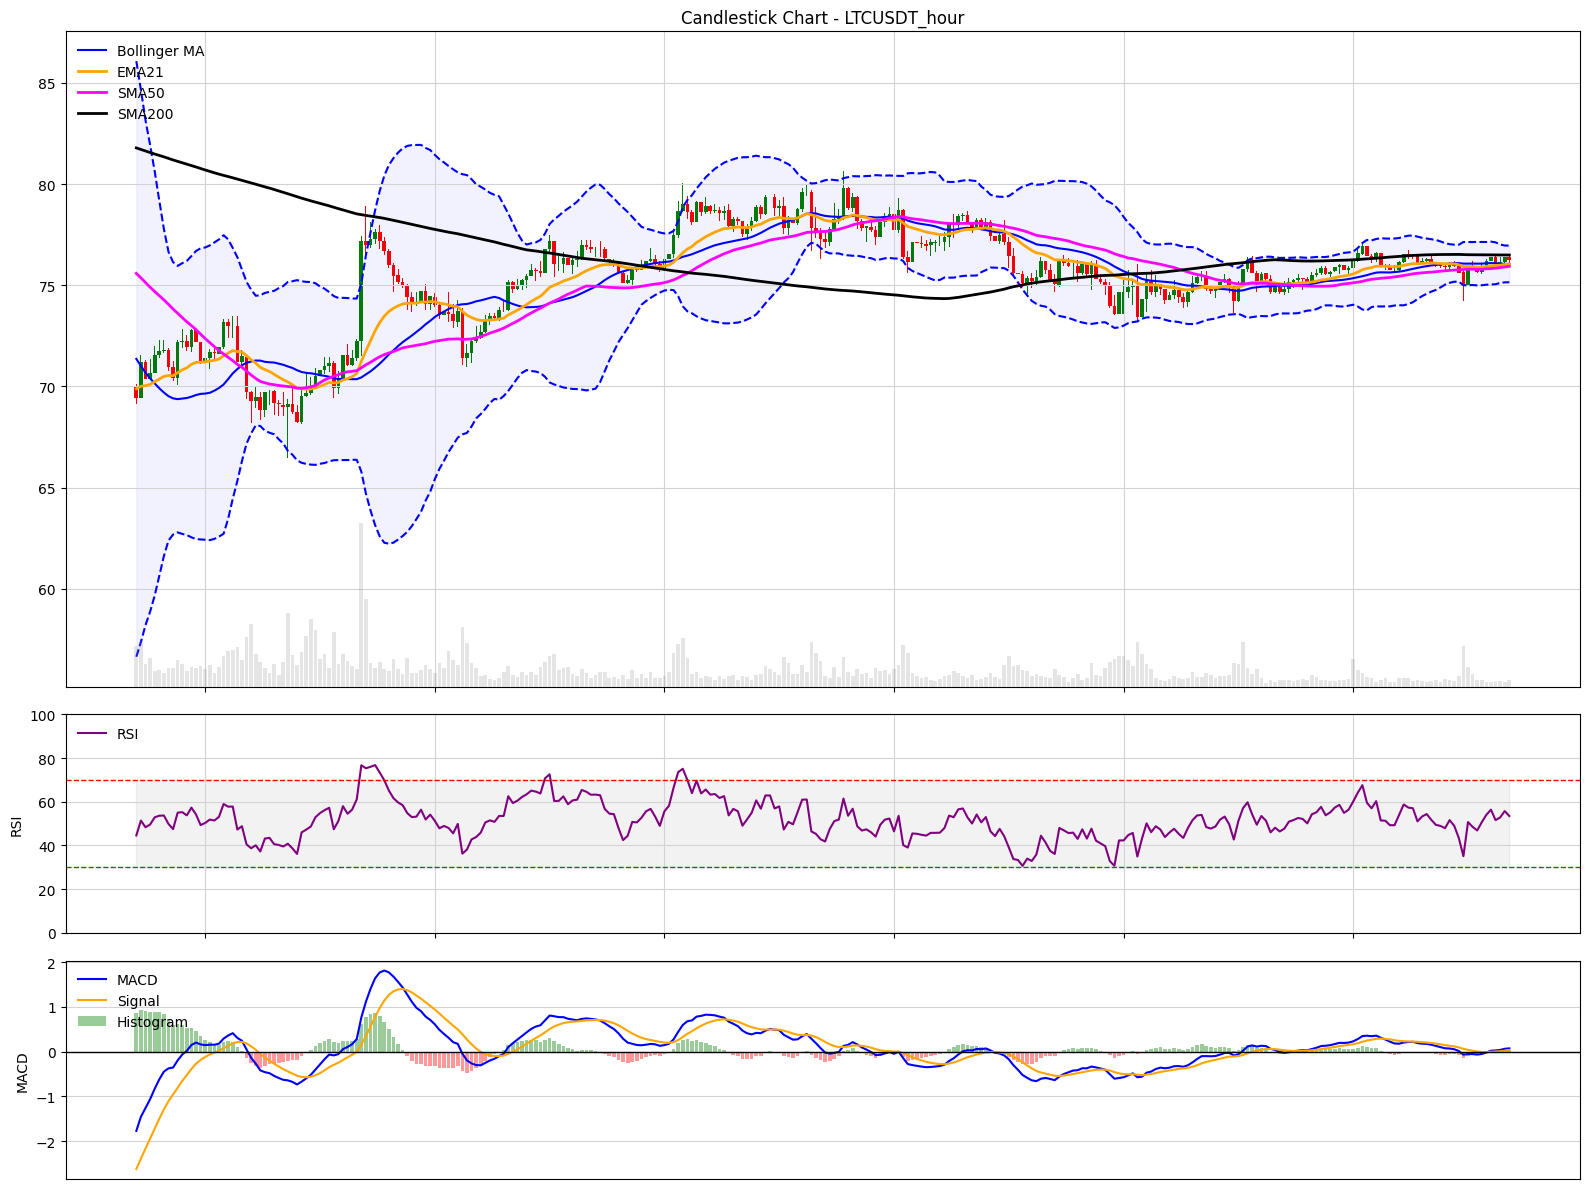 Candlestick Chart - LTCUSDT_hour
Bollinger MA
EMA21
SMA50
SMA200
85
80
75
70
65
60
RSI
100
80
60
40
20
0
RSI
MACD
Signal
Histogram
2
1
0
−1
−2
MACD